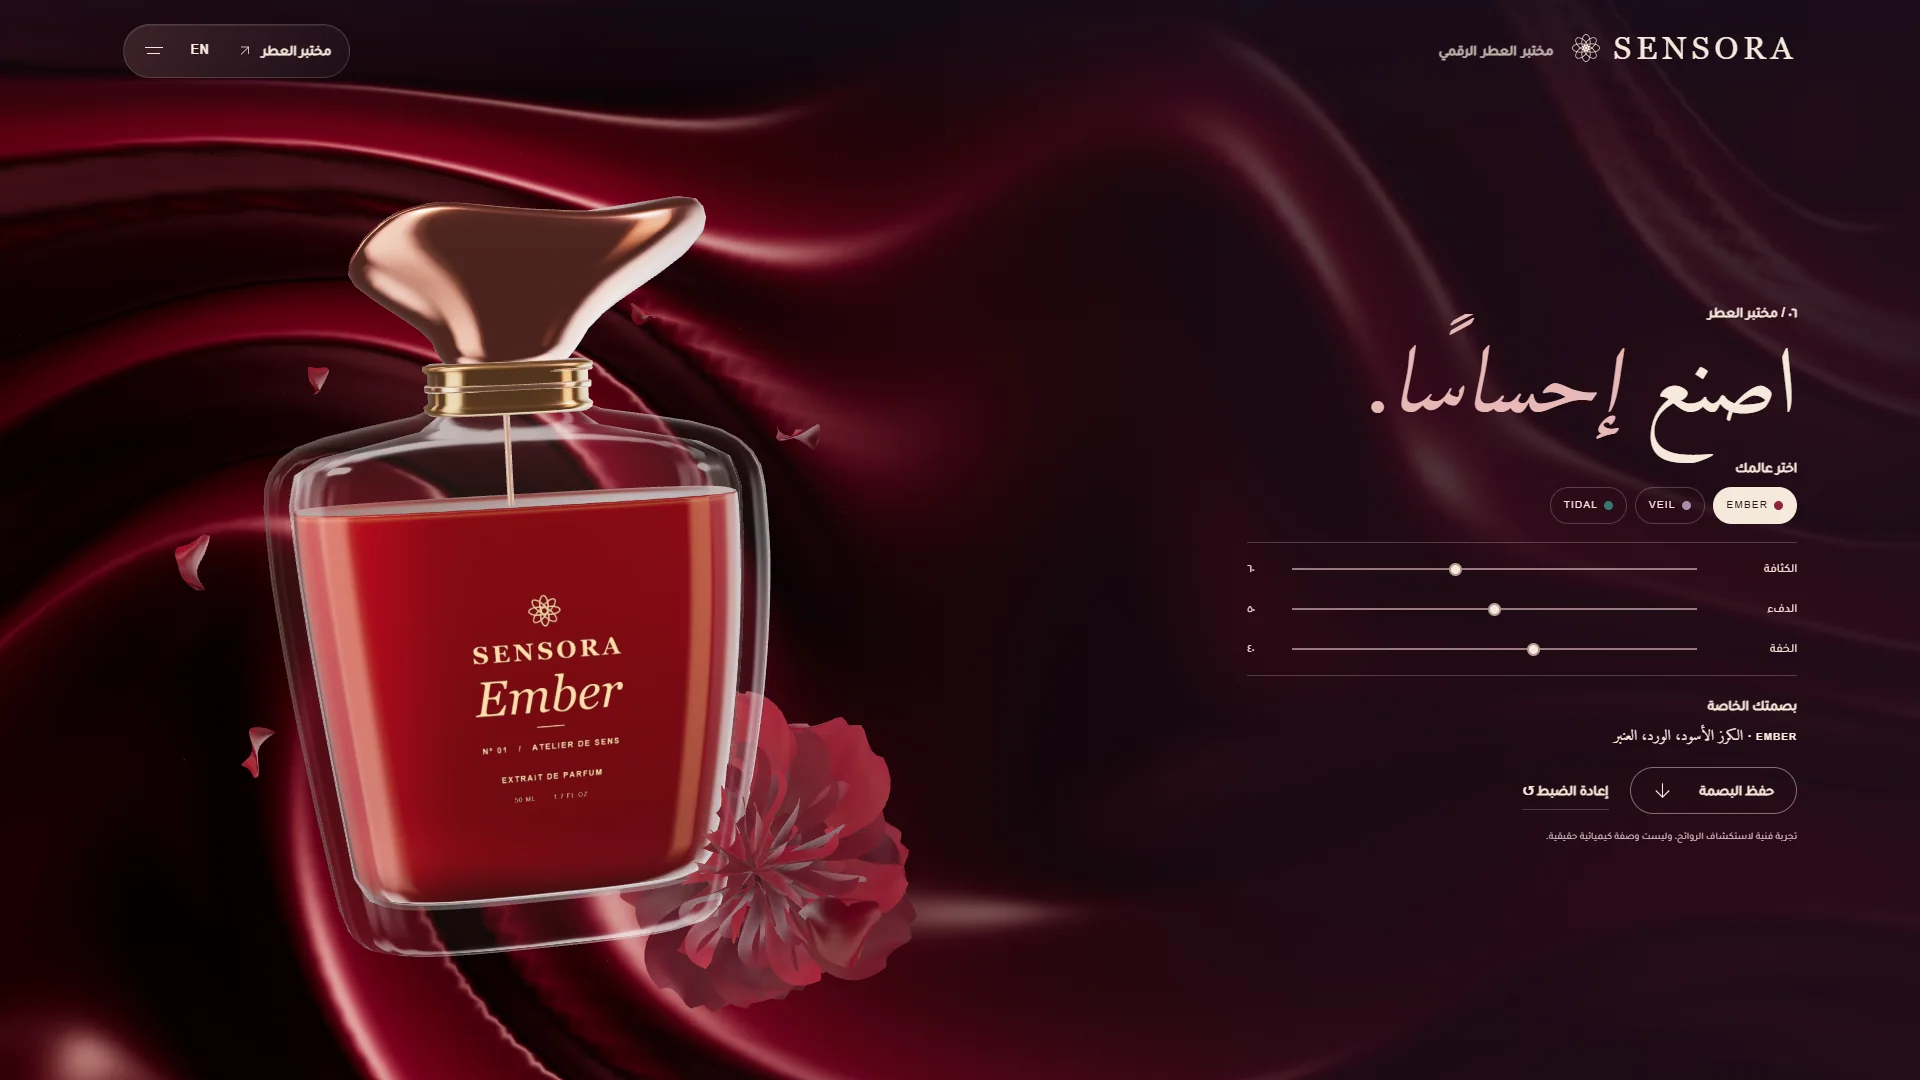 SENSORA مختبر العطر الرقمي
مختبر العطر EN
٠٦ / مختبر العطر
اصنع إحساسًا.
اختر عالمك
EMBER VEIL TIDAL
الكثافة ٦٠
الدفء ٥٠
الخفة ٤٠
بصمتك الخاصة
EMBER · الكرز الأسود، الورد، العنبر
حفظ البصمة
إعادة الضبط ↺
تجربة فنية لاستكشاف الروائح، وليست وصفة كيميائية حقيقية.
SENSORA
Ember
Nº 01 / ATELIER DE SENS
EXTRAIT DE PARFUM
50 ML 1.7 FL OZ